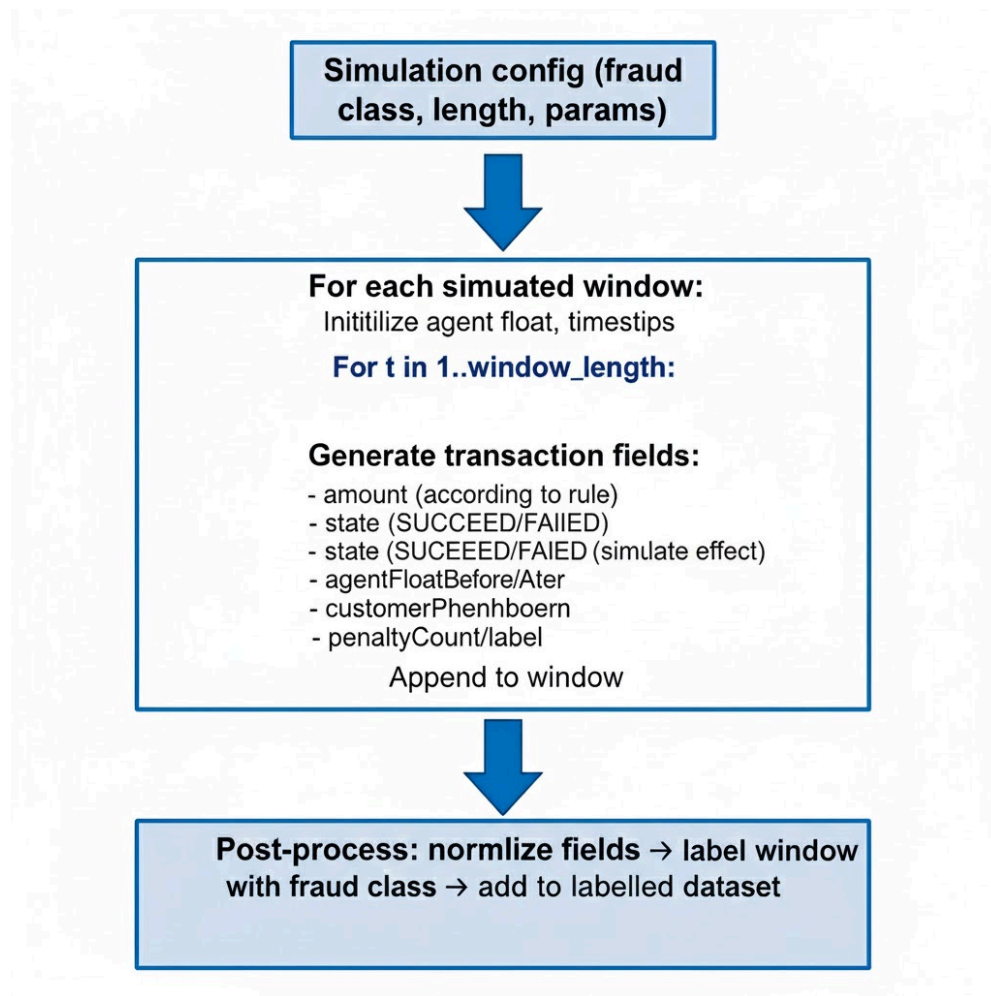 Simulation config (fraud
class, length, params)
For each simuated window:
Inititilize agent float, timestips
For t in 1..window_length:
Generate transaction fields:
- amount (according to rule)
- state (SUCCEED/FAIIED)
- state (SUCEEED/FAIED (simulate effect)
- agentFloatBefore/Ater
- customerPhenhboern
- penaltyCount/label
Append to window
Post-process: normlize fields → label window
with fraud class → add to labelled dataset